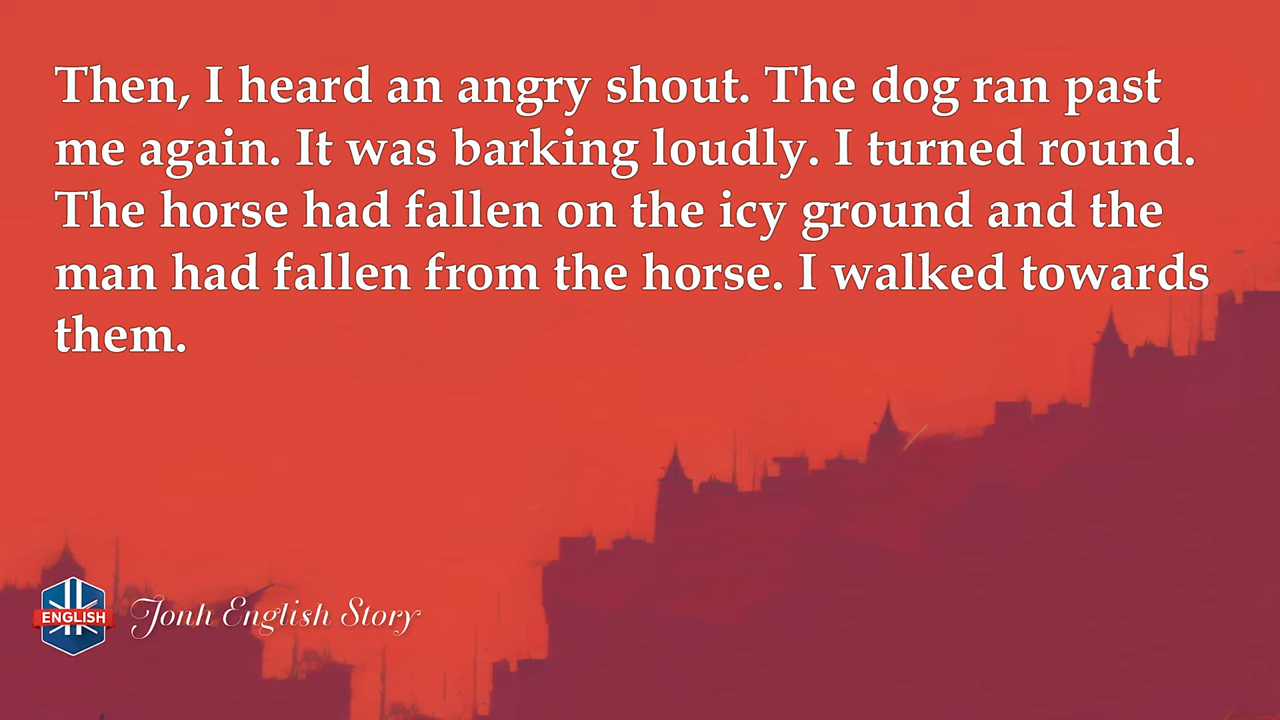 Then, I heard an angry shout. The dog ran past
me again. It was barking loudly. I turned round.
The horse had fallen on the icy ground and the
man had fallen from the horse. I walked towards
them.
ENGLISH
Jonh English Story